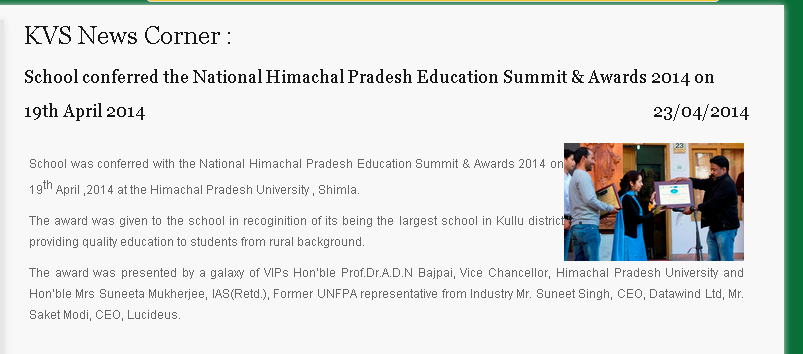 KVS News Corner :
School conferred the National Himachal Pradesh Education Summit & Awards 2014 on
19th April 2014 23/04/2014
School was conferred with the National Himachal Pradesh Education Summit & Awards 2014 on
19th April ,2014 at the Himachal Pradesh University , Shimla.
The award was given to the school in recoginition of its being the largest school in Kullu district
providing quality education to students from rural background.
The award was presented by a galaxy of VIPs Hon'ble Prof.Dr.A.D.N Bajpai, Vice Chancellor, Himachal Pradesh University and
Hon'ble Mrs Suneeta Mukherjee, IAS(Retd.), Former UNFPA representative from Industry Mr. Suneet Singh, CEO, Datawind Ltd, Mr.
Saket Modi, CEO, Lucideus.
23